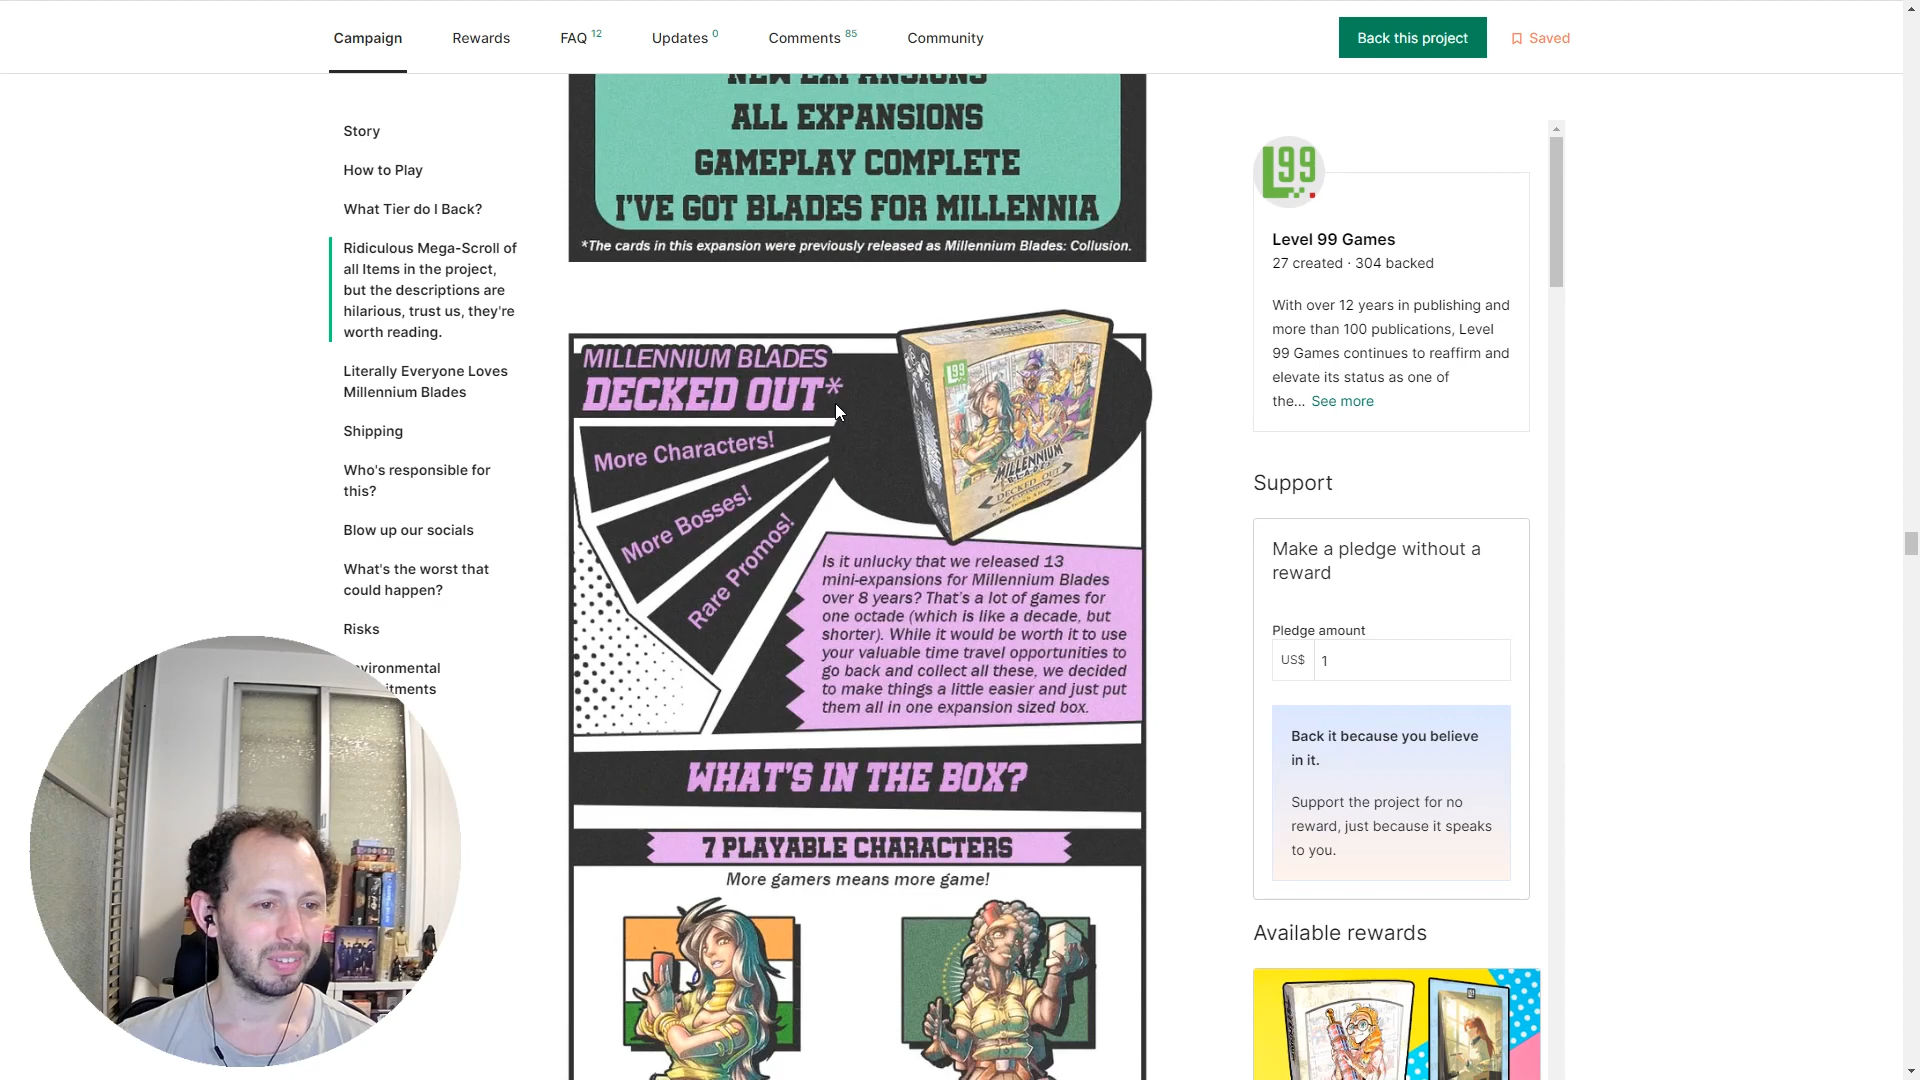 Campaign
Rewards
FAQ 12
Updates 0
Comments 85
Community
Back this project
Saved
Story
How to Play
What Tier do I Back?
Ridiculous Mega-Scroll of
all Items in the project,
but the descriptions are
hilarious, trust us, they're
worth reading.
Literally Everyone Loves
Millennium Blades
Shipping
Who's responsible for
this?
Blow up our socials
What's the worst that
could happen?
Risks
NEW EXPANSIONS
ALL EXPANSIONS
GAMEPLAY COMPLETE
I'VE GOT BLADES FOR MILLENNIA
*The cards in this expansion were previously released as Millennium Blades: Collusion.
MILLENNIUM BLADES
DECKED OUT*
L99
MILLENNIUM
BLADES
DECKED OUT
EXPANSION
More Characters!
More Bosses!
Rare Promos!
Is it unlucky that we released 13
mini-expansions for Millennium Blades
over 8 years? That's a lot of games for
one octade (which is like a decade, but
shorter). While it would be worth it to use
your valuable time travel opportunities to
go back and collect all these, we decided
to make things a little easier and just put
them all in one expansion sized box.
WHAT'S IN THE BOX?
7 PLAYABLE CHARACTERS
More gamers means more game!
L99
Level 99 Games
27 created · 304 backed
With over 12 years in publishing and
more than 100 publications, Level
99 Games continues to reaffirm and
elevate its status as one of
the... See more
Support
Make a pledge without a
reward
Pledge amount
US$ 1
Back it because you believe
in it.
Support the project for no
reward, just because it speaks
to you.
Available rewards